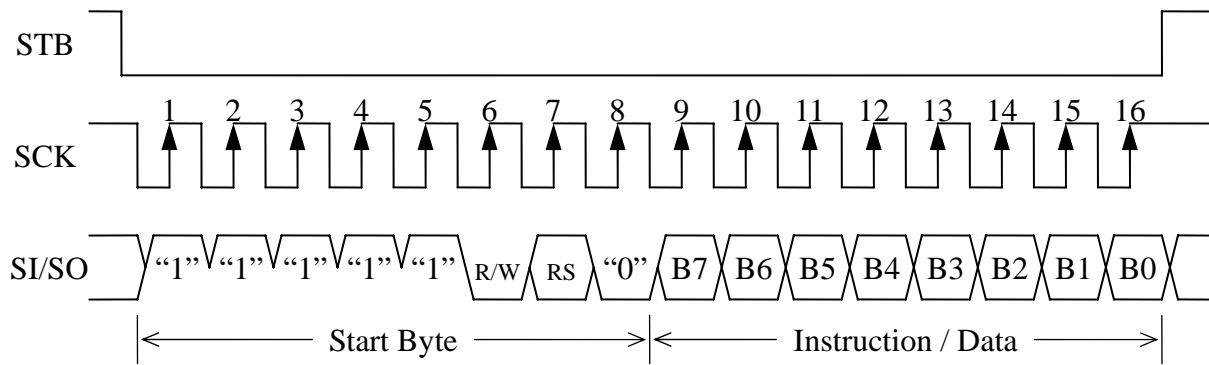 STB
1 2 3 4 5 6 7 8 9 10 11 12 13 14 15 16
SCK
SI/SO “1” “1” “1” “1” “1” R/W RS “0” B7 B6 B5 B4 B3 B2 B1 B0
Start Byte Instruction / Data